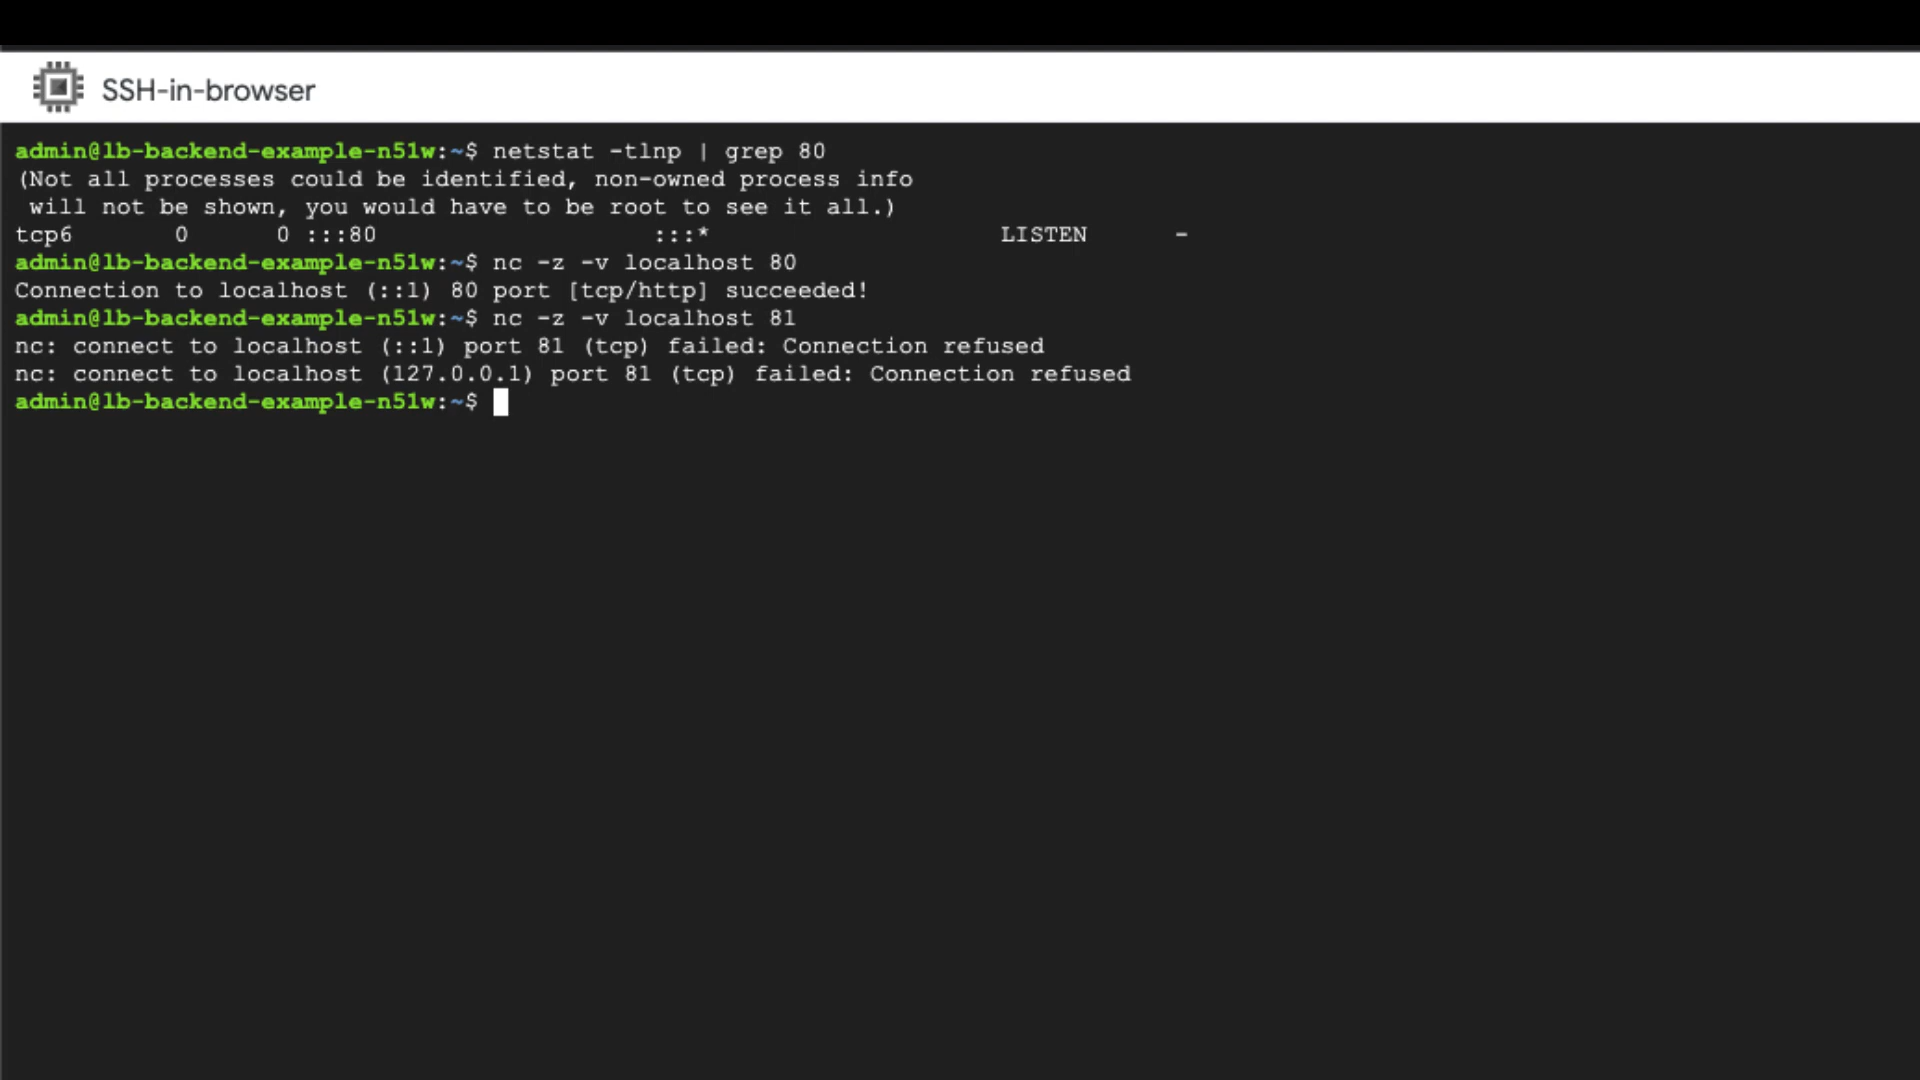 SSH-in-browser
admin@lb-backend-example-n51w:~$ netstat -tlnp | grep 80
(Not all processes could be identified, non-owned process info
 will not be shown, you would have to be root to see it all.)
tcp6       0      0 :::80                   :::*                    LISTEN      -
admin@lb-backend-example-n51w:~$ nc -z -v localhost 80
Connection to localhost (::1) 80 port [tcp/http] succeeded!
admin@lb-backend-example-n51w:~$ nc -z -v localhost 81
nc: connect to localhost (::1) port 81 (tcp) failed: Connection refused
nc: connect to localhost (127.0.0.1) port 81 (tcp) failed: Connection refused
admin@lb-backend-example-n51w:~$